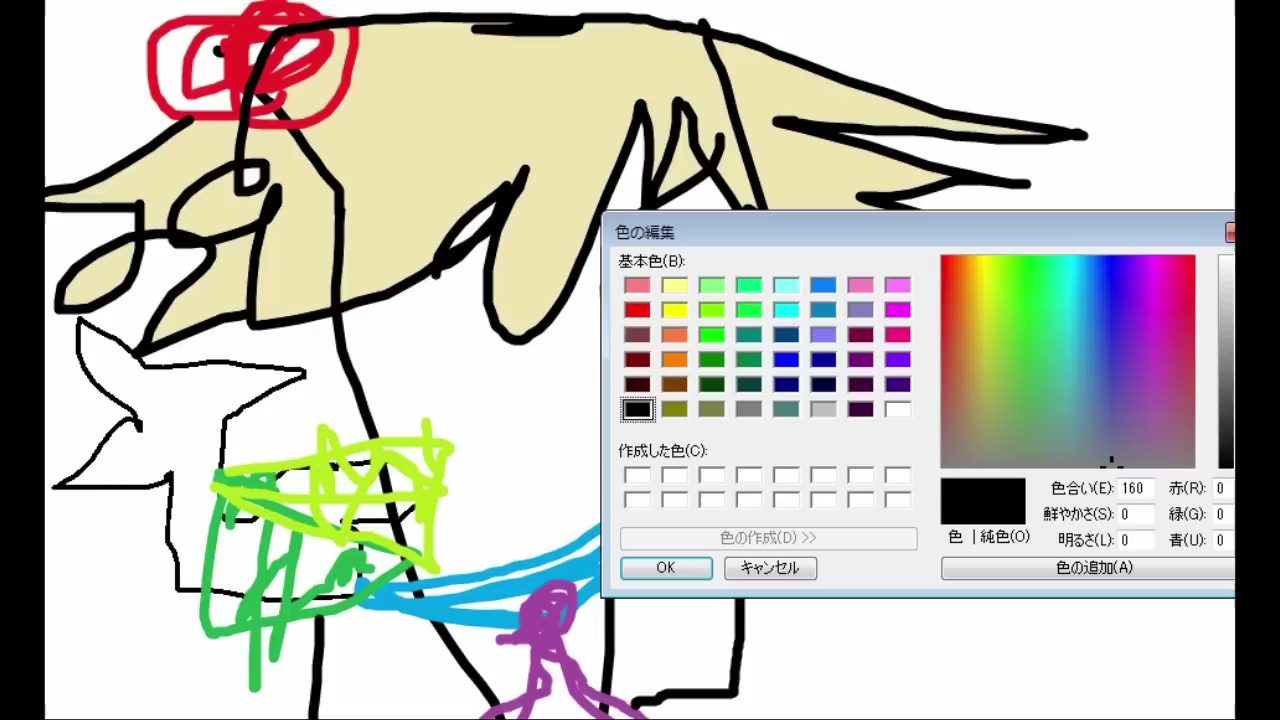 色の編集
基本色(B):
作成した色(C):
色の作成(D) >>
OK キャンセル
色 | 純色(O)
色合い(E): 160 赤(R): 0
鮮やかさ(S): 0 緑(G): 0
明るさ(L): 0 青(U): 0
色の追加(A)